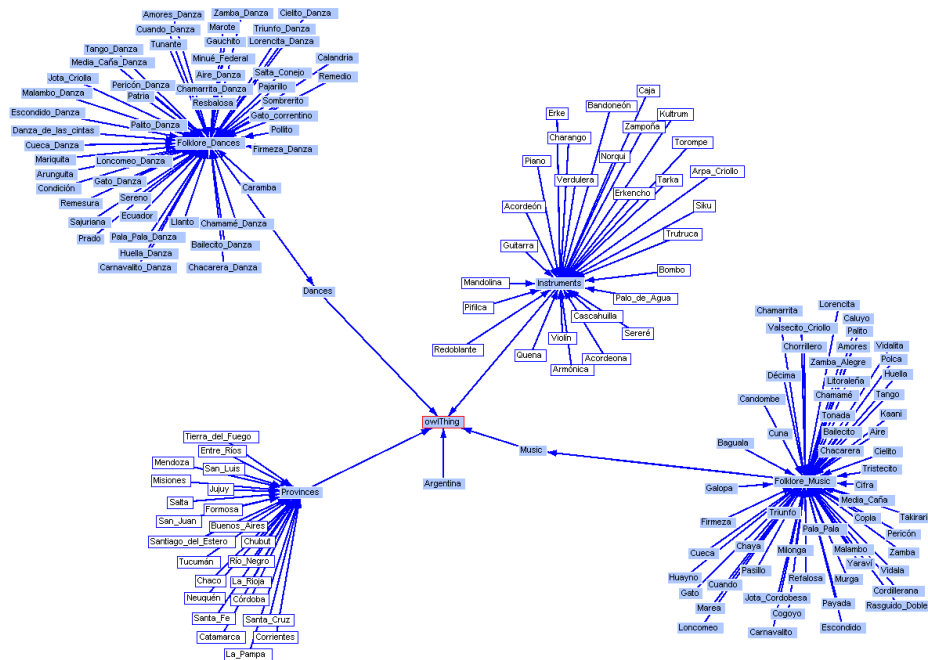 Amores_Danza
Zamba_Danza
Cielito_Danza
Cuando_Danza
Marote
Triunfo_Danza
Tunante
Gauchito
Lorencita_Danza
Tango_Danza
Media_Caña_Danza
Minué_Federal
Calandria
Jota_Criolla
Pericón_Danza
Aire_Danza
Salta_Conejo
Remedio
Malambo_Danza
Patria
Chamarrita_Danza
Pajarillo
Resbalosa
Sombrerito
Escondido_Danza
Palito_Danza
Gato_correntino
Danza_de_las_cintas
Pollito
Cueca_Danza
Folklore_Dances
Firmeza_Danza
Mariquita
Loncomeo_Danza
Arunguita
Condición
Gato_Danza
Caramba
Remesura
Sereno
Sajuriana
Ecuador
Llanto
Chamamé_Danza
Prado
Pala_Pala_Danza
Bailecito_Danza
Huella_Danza
Carnavalito_Danza
Chacarera_Danza
Dances
Caja
Erke
Bandoneón
Kultrum
Charango
Zampoña
Torompe
Piano
Norqui
Verdulera
Tarka
Arpa_Criollo
Erkencho
Acordeón
Siku
Guitarra
Trutruca
Bombo
Mandolina
Instruments
Pifilca
Palo_de_Agua
Cascahuilla
Redoblante
Violín
Sereré
Quena
Acordeona
Armónica
owlThing
Argentina
Music
Tierra_del_Fuego
Entre_Rios
Mendoza
San_Luis
Misiones
Jujuy
Provinces
Salta
Formosa
San_Juan
Buenos_Aires
Santiago_del_Estero
Chubut
Tucumán
Río_Negro
Chaco
La_Rioja
Neuquén
Córdoba
Santa_Fe
Santa_Cruz
Catamarca
Corrientes
La_Pampa
Lorencita
Chamarrita
Caluyo
Valsecito_Criollo
Palito
Chorrillero
Amores
Vidalita
Zamba_Alegre
Polca
Décima
Litoraleña
Huella
Candombe
Chamamé
Tango
Tonada
Kaani
Cuna
Bailecito
Aire
Baguala
Chacarera
Cielito
Tristecito
Galopa
Folklore_Music
Cifra
Media_Caña
Firmeza
Triunfo
Copla
Takirari
Pala_Pala
Pericón
Cueca
Chaya
Milonga
Malambo
Zamba
Huayno
Pasillo
Yaraví
Vidala
Gato
Cuando
Refalosa
Murga
Cordillerana
Marea
Jota_Cordobesa
Payada
Rasguido_Doble
Loncomeo
Cogoyo
Carnavalito
Escondido